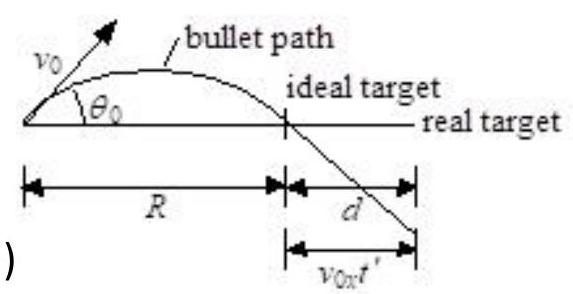 v₀
bullet path
ideal target
θ₀
real target
R
d
)
v₀ₓt'